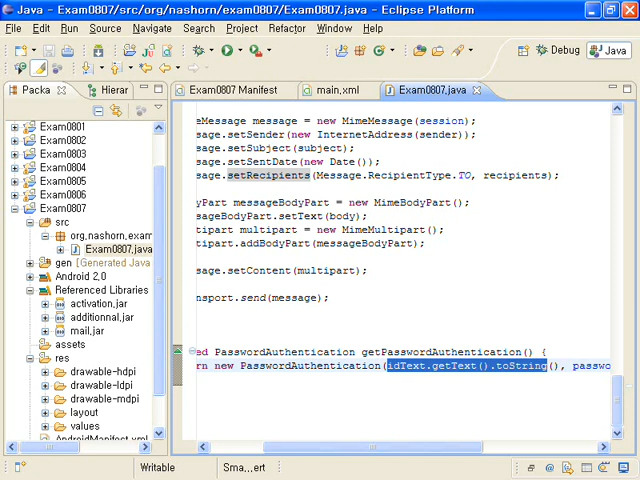 Java - Exam0807/src/org/nashorn/exam0807/Exam0807.java - Eclipse Platform
File Edit Run Source Navigate Search Project Refactor Window Help
Debug Java
Packa Hierar
Exam0807 Manifest main,xml Exam0807,java
Exam0801
Exam0802
Exam0803
Exam0804
Exam0805
Exam0806
Exam0807
src
org,nashorn,exam
Exam0807,java
gen [Generated Java
Android 2,0
Referenced Libraries
activation,jar
additionnal,jar
mail,jar
assets
res
drawable-hdpi
drawable-ldpi
drawable-mdpi
layout
values
AndroidManifest,xml
eMessage message = new MimeMessage(session);
sage.setSender(new InternetAddress(sender));
sage.setSubject(subject);
sage.setSentDate(new Date());
sage.setRecipients(Message.RecipientType.TO, recipients);
yPart messageBodyPart = new MimeBodyPart();
sageBodyPart.setText(body);
tipart multipart = new MimeMultipart();
tipart.addBodyPart(messageBodyPart);
sage.setContent(multipart);
nsport.send(message);
ed PasswordAuthentication getPasswordAuthentication() {
rn new PasswordAuthentication(idText.getText().toString(), passwo
Writable Sma,,,ert